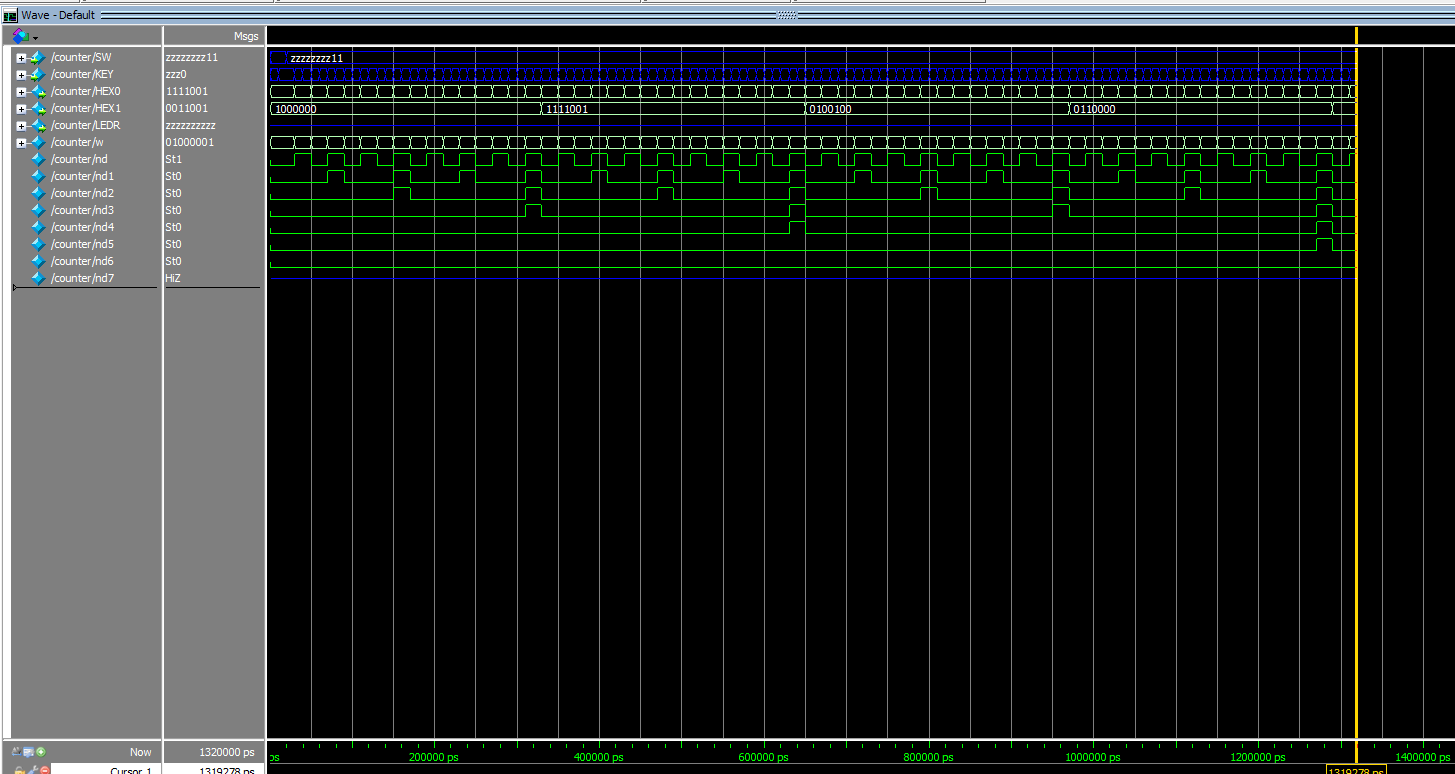 Wave - Default
Msgs
/counter/SW zzzzzzzz11 zzzzzzzz11
/counter/KEY zzz0
/counter/HEX0 1111001
/counter/HEX1 0011001 1000000 1111001 0100100 0110000
/counter/LEDR zzzzzzzzzz
/counter/w 01000001
/counter/nd St1
/counter/nd1 St0
/counter/nd2 St0
/counter/nd3 St0
/counter/nd4 St0
/counter/nd5 St0
/counter/nd6 St0
/counter/nd7 HiZ
Now 1320000 ps ps 200000 ps 400000 ps 600000 ps 800000 ps 1000000 ps 1200000 ps 1400000 ps
Cursor 1 1319278 ps 1319278 ps